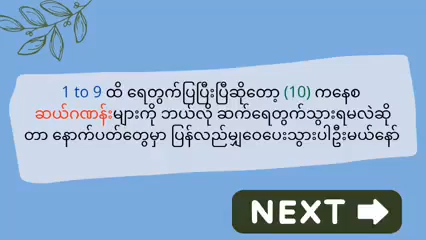 1 to 9 ထိ ရေတွက်ပြပြီးပြီဆိုတော့ (10) ကနေစ
ဆယ်ဂဏန်းများကို ဘယ်လို ဆက်ရေတွက်သွားရမလဲဆို
တာ နောက်ပတ်တွေမှာ ပြန်လည်မျှဝေပေးသွားပါဦးမယ်နော်
NEXT